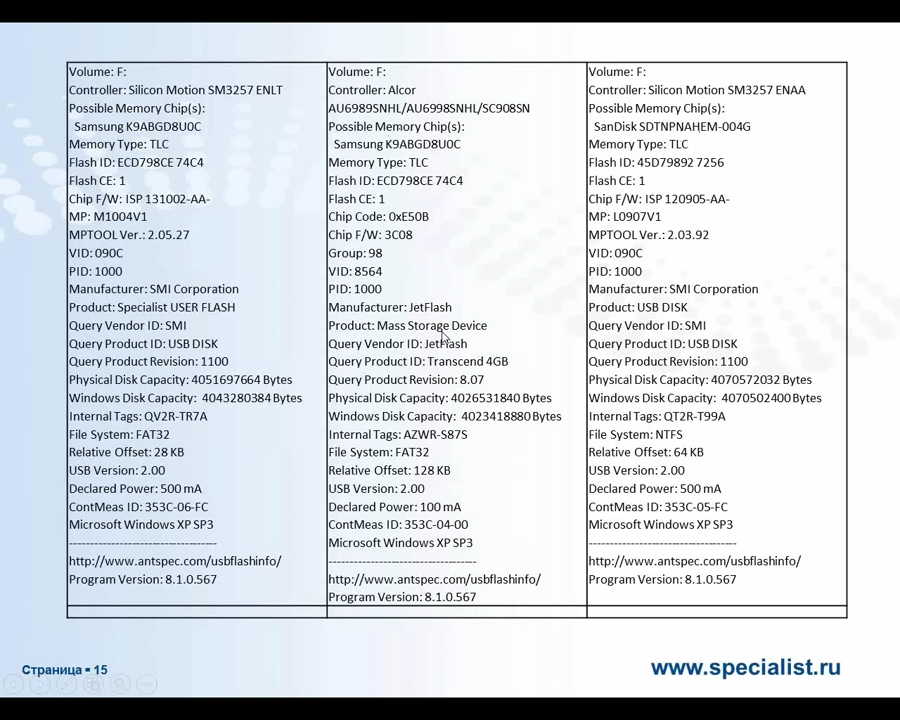 Volume: F:
Controller: Silicon Motion SM3257 ENLT
Possible Memory Chip(s):
Samsung K9ABGD8U0C
Memory Type: TLC
Flash ID: ECD798CE 74C4
Flash CE: 1
Chip F/W: ISP 131002-AA-
MP: M1004V1
MPTOOL Ver.: 2.05.27
VID: 090C
PID: 1000
Manufacturer: SMI Corporation
Product: Specialist USER FLASH
Query Vendor ID: SMI
Query Product ID: USB DISK
Query Product Revision: 1100
Physical Disk Capacity: 4051697664 Bytes
Windows Disk Capacity: 4043280384 Bytes
Internal Tags: QV2R-TR7A
File System: FAT32
Relative Offset: 28 KB
USB Version: 2.00
Declared Power: 500 mA
ContMeas ID: 353C-06-FC
Microsoft Windows XP SP3
------------------------------------
http://www.antspec.com/usbflashinfo/
Program Version: 8.1.0.567
Volume: F:
Controller: Alcor
AU6989SNHL/AU6998SNHL/SC908SN
Possible Memory Chip(s):
Samsung K9ABGD8U0C
Memory Type: TLC
Flash ID: ECD798CE 74C4
Flash CE: 1
Chip Code: 0xE50B
Chip F/W: 3C08
Group: 98
VID: 8564
PID: 1000
Manufacturer: JetFlash
Product: Mass Storage Device
Query Vendor ID: JetFlash
Query Product ID: Transcend 4GB
Query Product Revision: 8.07
Physical Disk Capacity: 4026531840 Bytes
Windows Disk Capacity: 4023418880 Bytes
Internal Tags: AZWR-S87S
File System: FAT32
Relative Offset: 128 KB
USB Version: 2.00
Declared Power: 100 mA
ContMeas ID: 353C-04-00
Microsoft Windows XP SP3
------------------------------------
http://www.antspec.com/usbflashinfo/
Program Version: 8.1.0.567
Volume: F:
Controller: Silicon Motion SM3257 ENAA
Possible Memory Chip(s):
SanDisk SDTNPNAHEM-004G
Memory Type: TLC
Flash ID: 45D79892 7256
Flash CE: 1
Chip F/W: ISP 120905-AA-
MP: L0907V1
MPTOOL Ver.: 2.03.92
VID: 090C
PID: 1000
Manufacturer: SMI Corporation
Product: USB DISK
Query Vendor ID: SMI
Query Product ID: USB DISK
Query Product Revision: 1100
Physical Disk Capacity: 4070572032 Bytes
Windows Disk Capacity: 4070502400 Bytes
Internal Tags: QT2R-T99A
File System: NTFS
Relative Offset: 64 KB
USB Version: 2.00
Declared Power: 500 mA
ContMeas ID: 353C-05-FC
Microsoft Windows XP SP3
------------------------------------
http://www.antspec.com/usbflashinfo/
Program Version: 8.1.0.567
Страница ▪ 15
www.specialist.ru